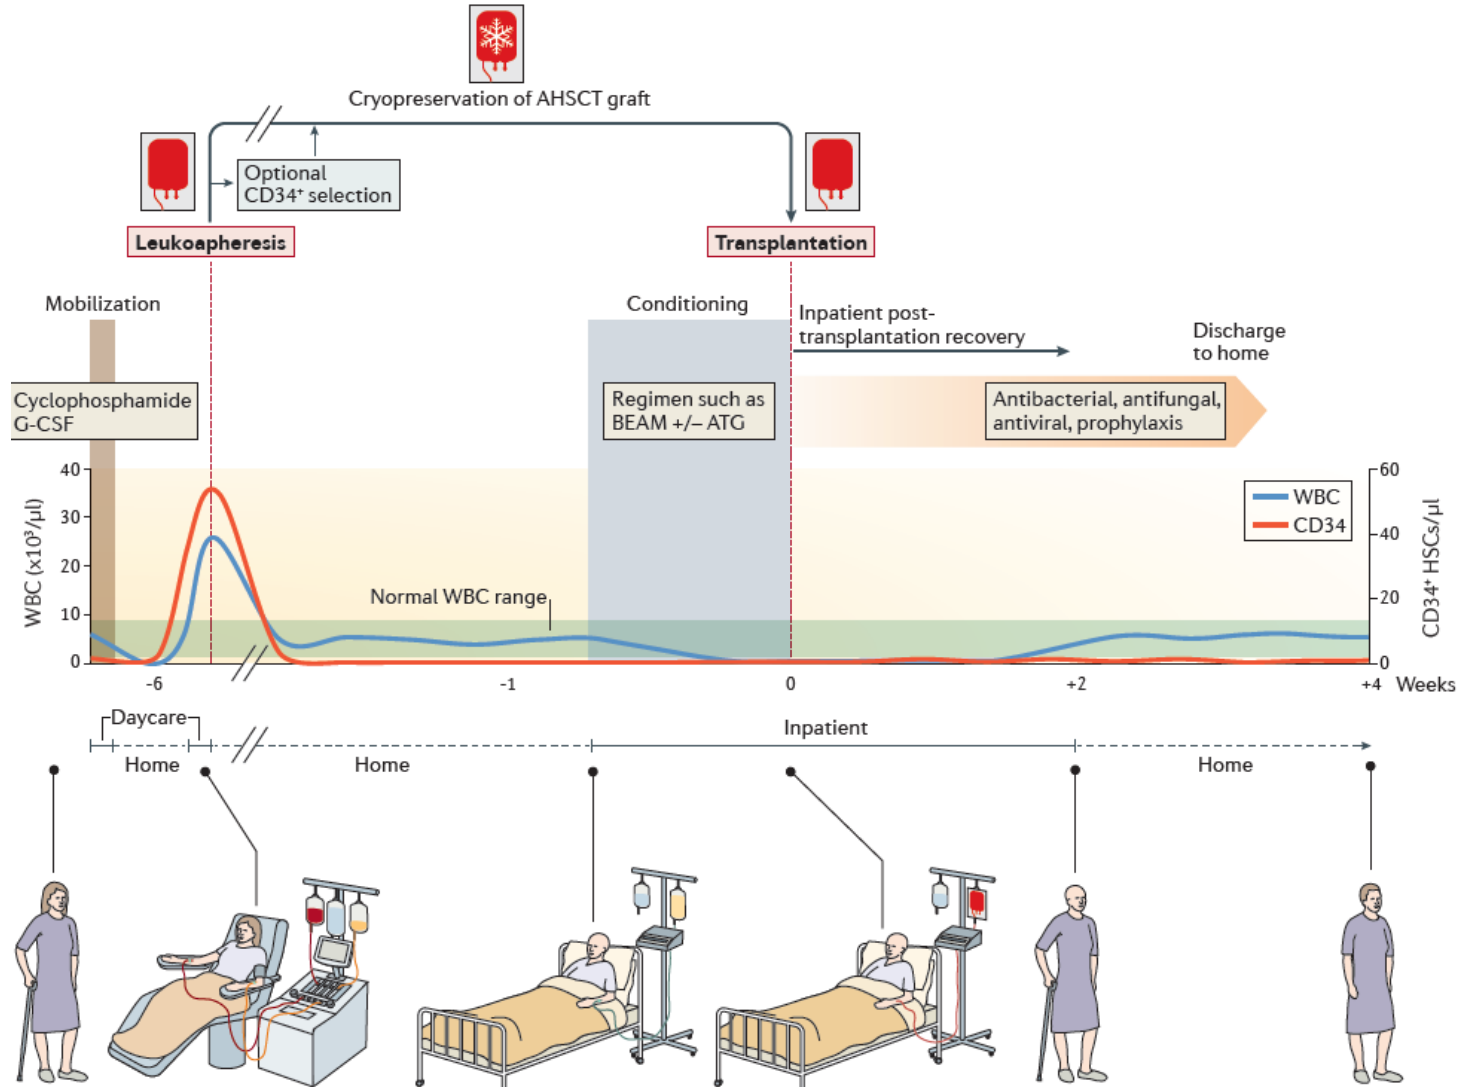 Cryopreservation of AHSCT graft
Optional
CD34⁺ selection
Leukoapheresis
Transplantation
Mobilization
Conditioning
Inpatient post-
transplantation recovery
Discharge
to home
Cyclophosphamide
G-CSF
Regimen such as
BEAM +/– ATG
Antibacterial, antifungal,
antiviral, prophylaxis
WBC (x10³/µl)
40
30
20
10
0
Normal WBC range
WBC
CD34
60
40
20
0
CD34⁺ HSCs/µl
-6
-1
0
+2
+4
Weeks
Daycare
Home
Home
Inpatient
Home